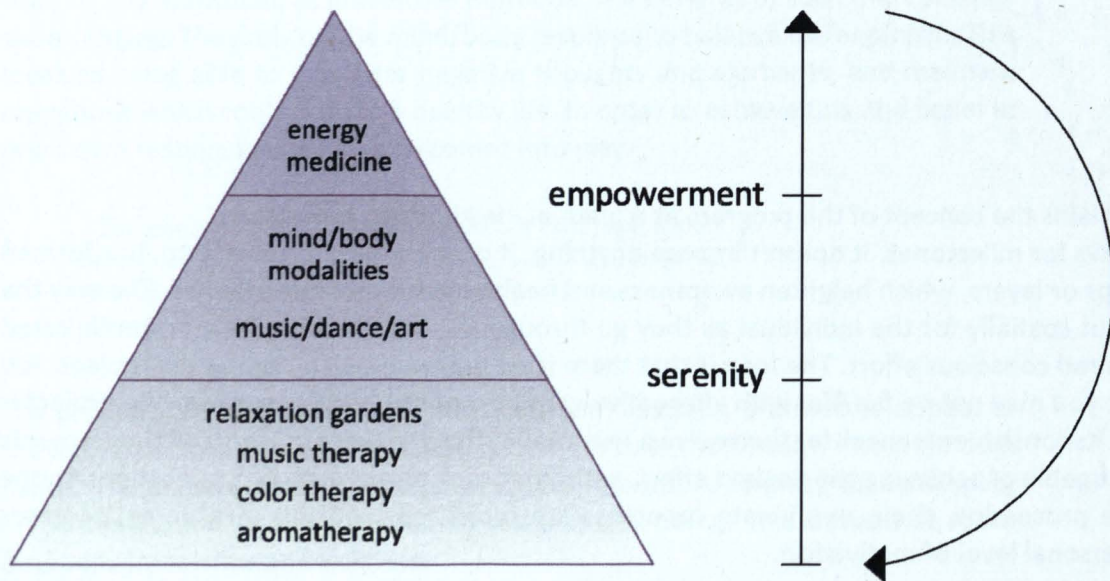 energy
medicine
empowerment
mind/body
modalities
music/dance/art
serenity
relaxation gardens
music therapy
color therapy
aromatherapy